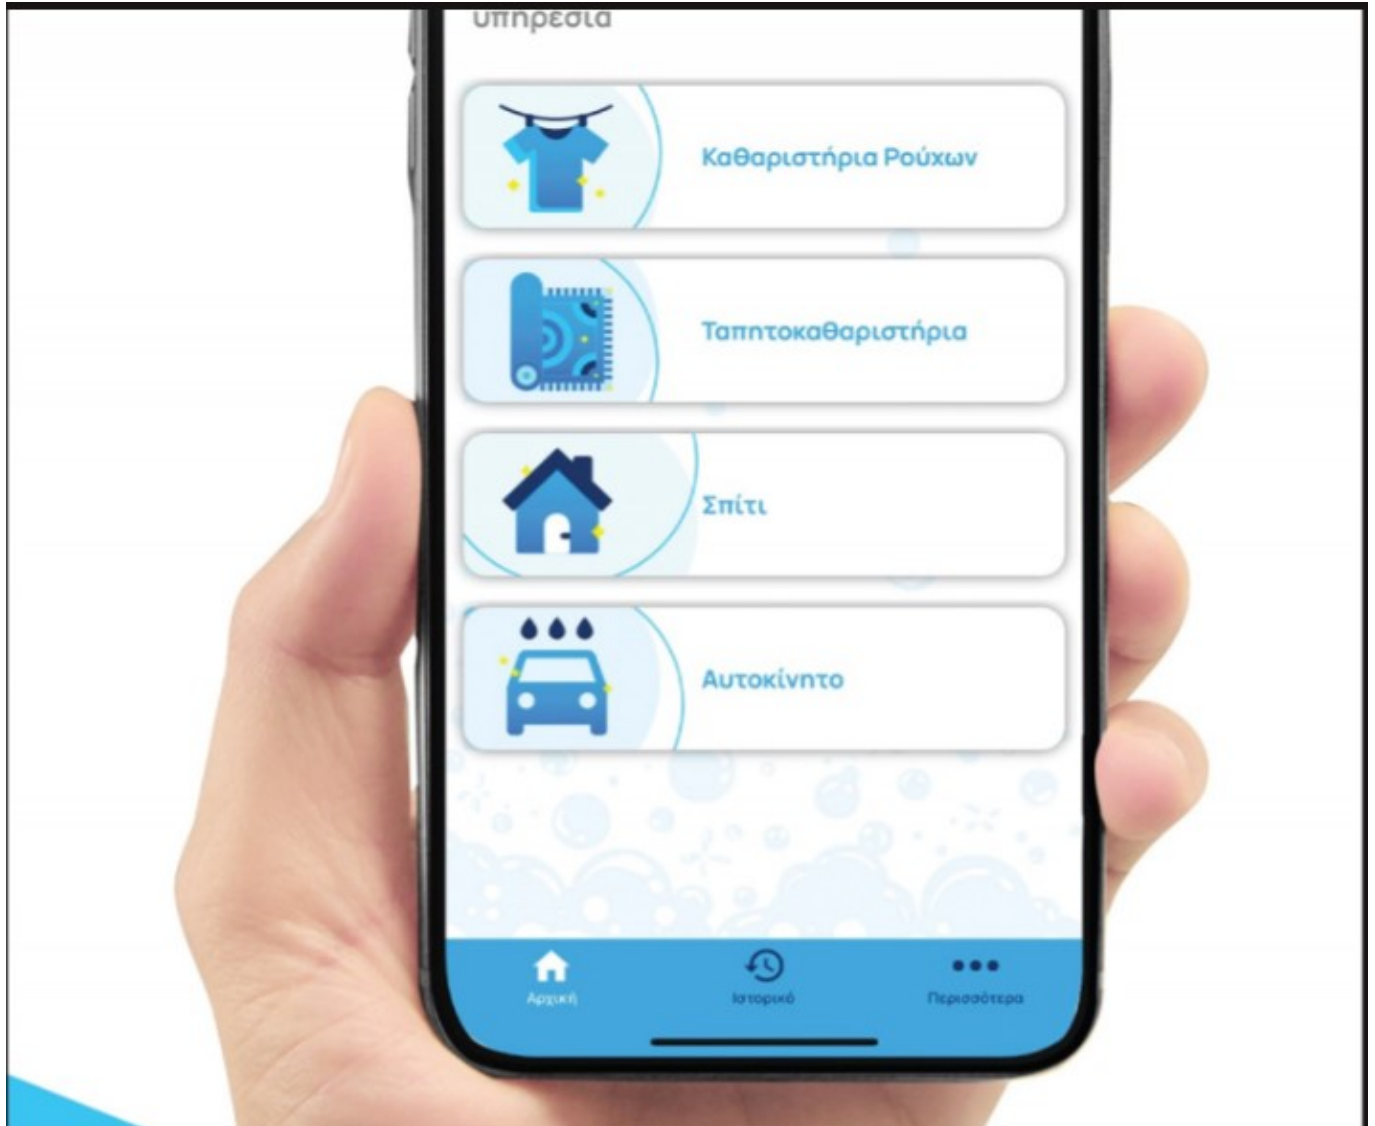 υπηρεσία
Καθαριστήρια Ρούχων
Ταπητοκαθαριστήρια
Σπίτι
Αυτοκίνητο
Αρχική
Ιστορικό
Περισσότερα